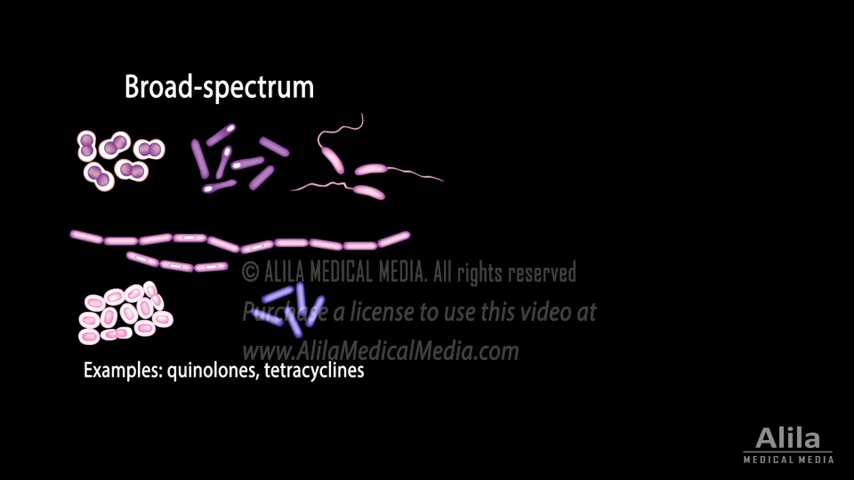 Broad-spectrum
© ALILA MEDICAL MEDIA. All rights reserved
Purchase a license to use this video at
www.AlilaMedicalMedia.com
Examples: quinolones, tetracyclines
Alila
MEDICAL MEDIA